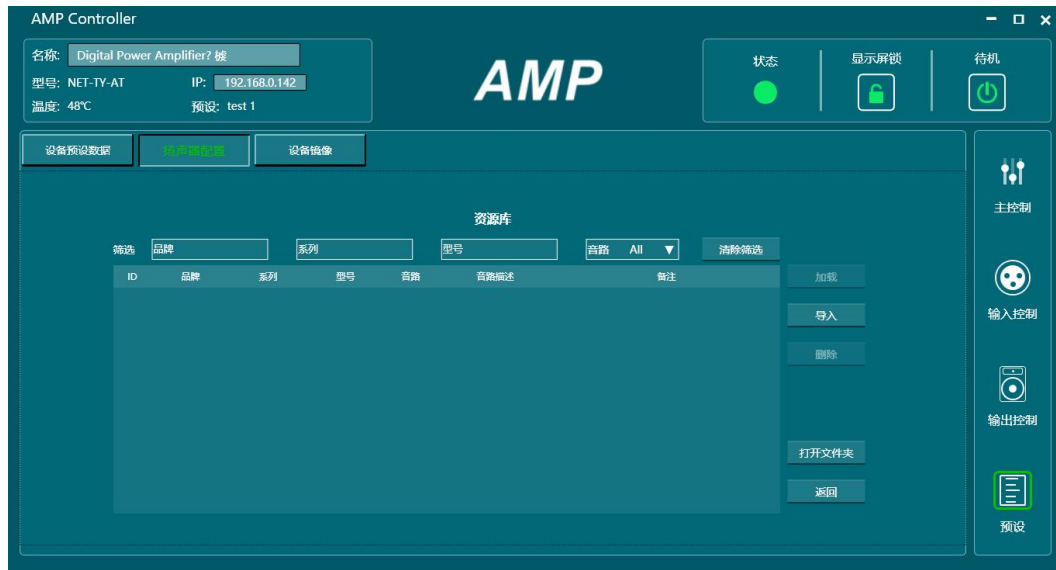 AMP Controller
名称: Digital Power Amplifier?
型号: NET-TY-AT IP: 192.168.0.142
温度: 48℃ 预设: test 1
AMP
状态 显示屏锁 待机
设备预设数据 扬声器配置 设备镜像
资源库
筛选 品牌 系列 型号 音路 All ▼ 清除筛选
ID 品牌 系列 型号 音路 音路描述 备注
加载
导入
删除
打开文件夹
返回
主控制
输入控制
输出控制
预设